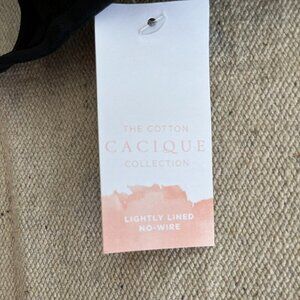 THE COTTON
CACIQUE
COLLECTION
LIGHTLY LINED
NO-WIRE